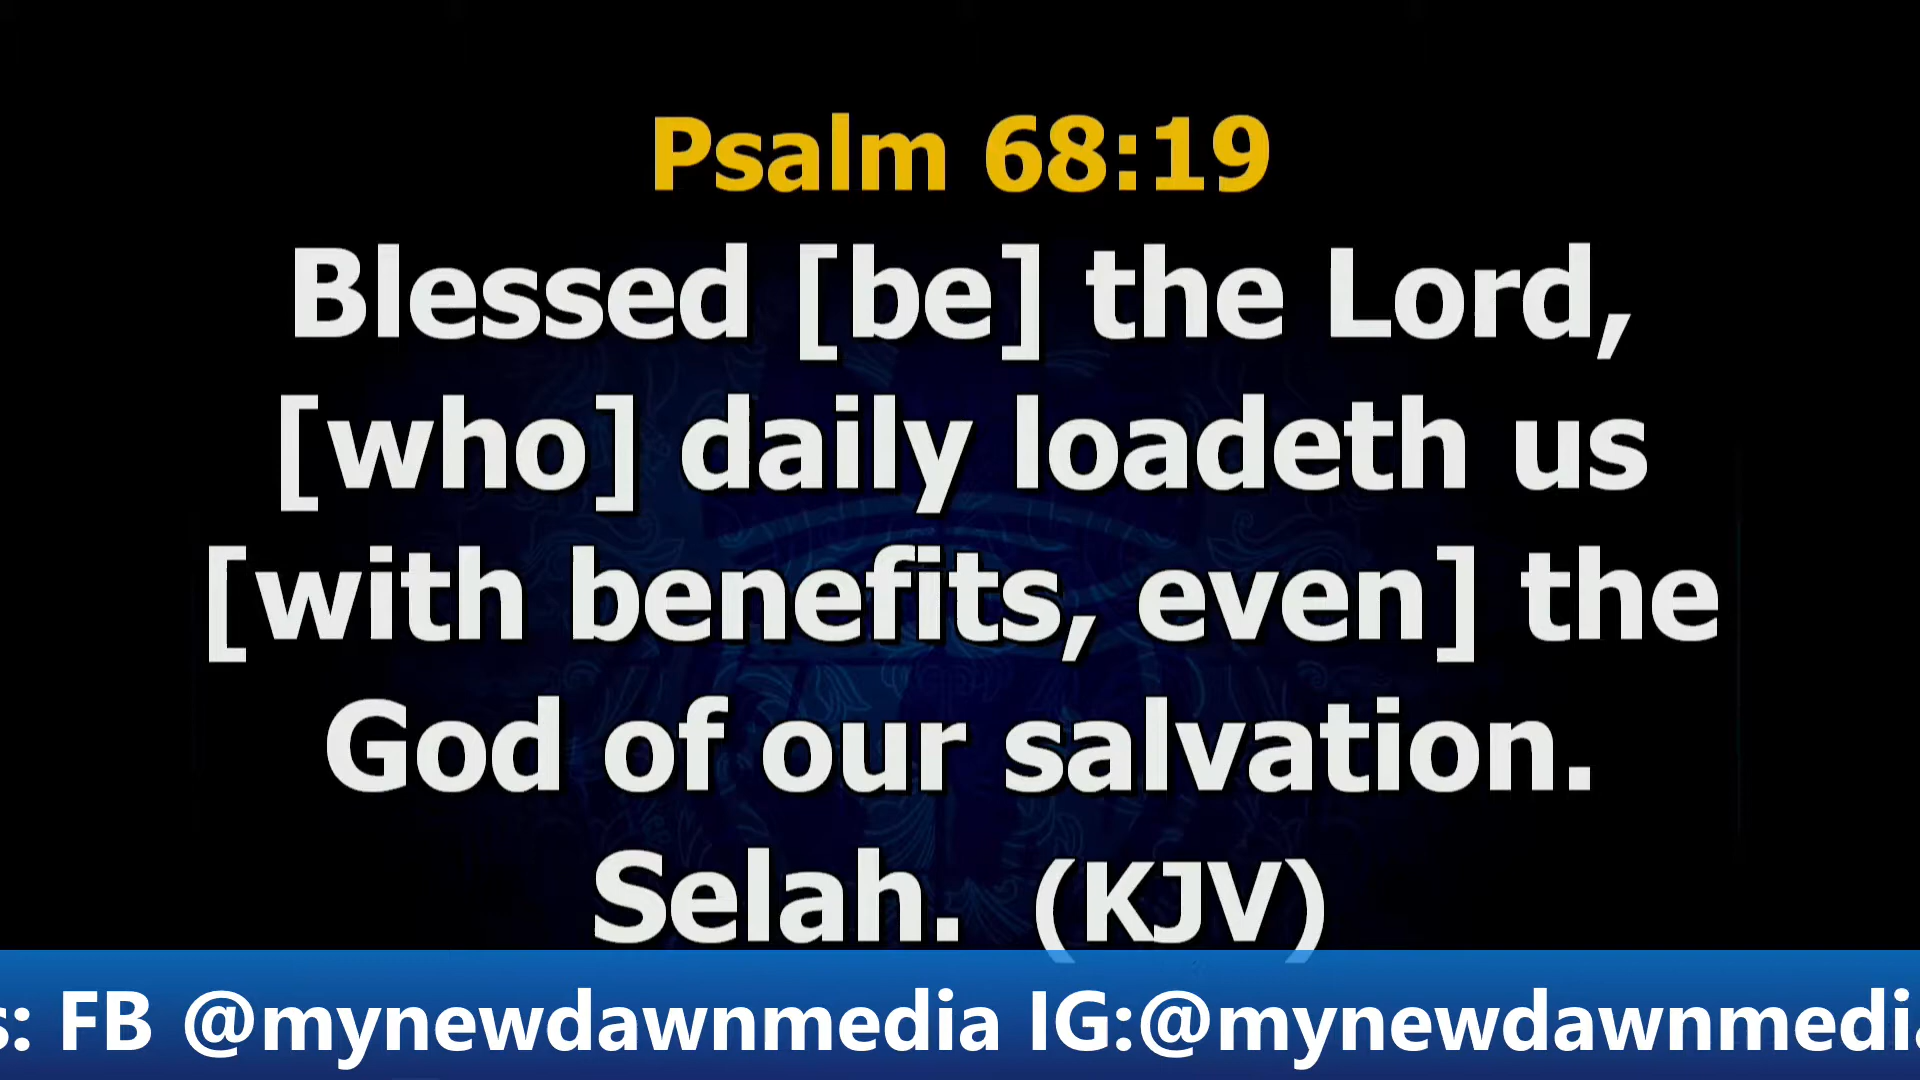 Psalm 68:19
Blessed [be] the Lord,
[who] daily loadeth us
[with benefits, even] the
God of our salvation.
Selah. (KJV)
s: FB @mynewdawnmedia IG:@mynewdawnmedia